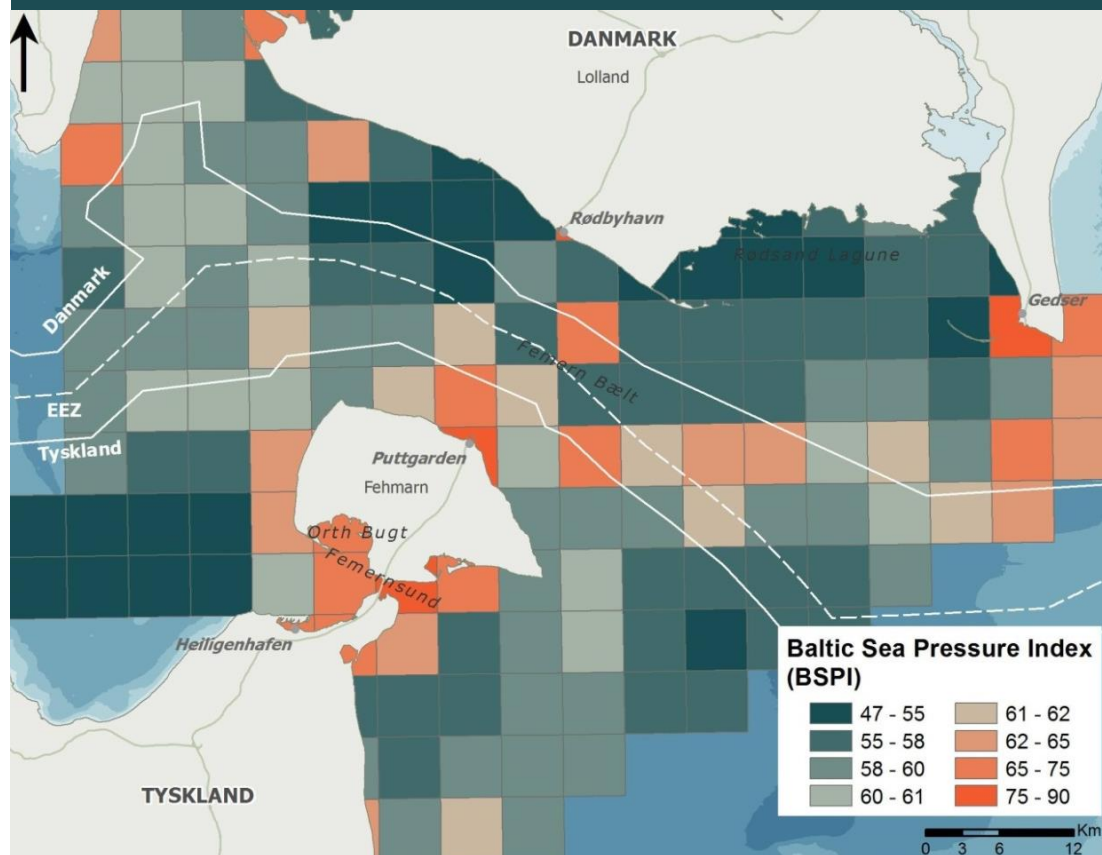 DANMARK
Lolland
Rødbyhavn
Rødsand Lagune
Gedser
Danmark
Femern Bælt
EEZ
Tyskland
Puttgarden
Fehmarn
Orth Bugt
Femernsund
Heiligenhafen
TYSKLAND
Baltic Sea Pressure Index
(BSPI)
47 - 55
55 - 58
58 - 60
60 - 61
61 - 62
62 - 65
65 - 75
75 - 90
Km
0 3 6 12